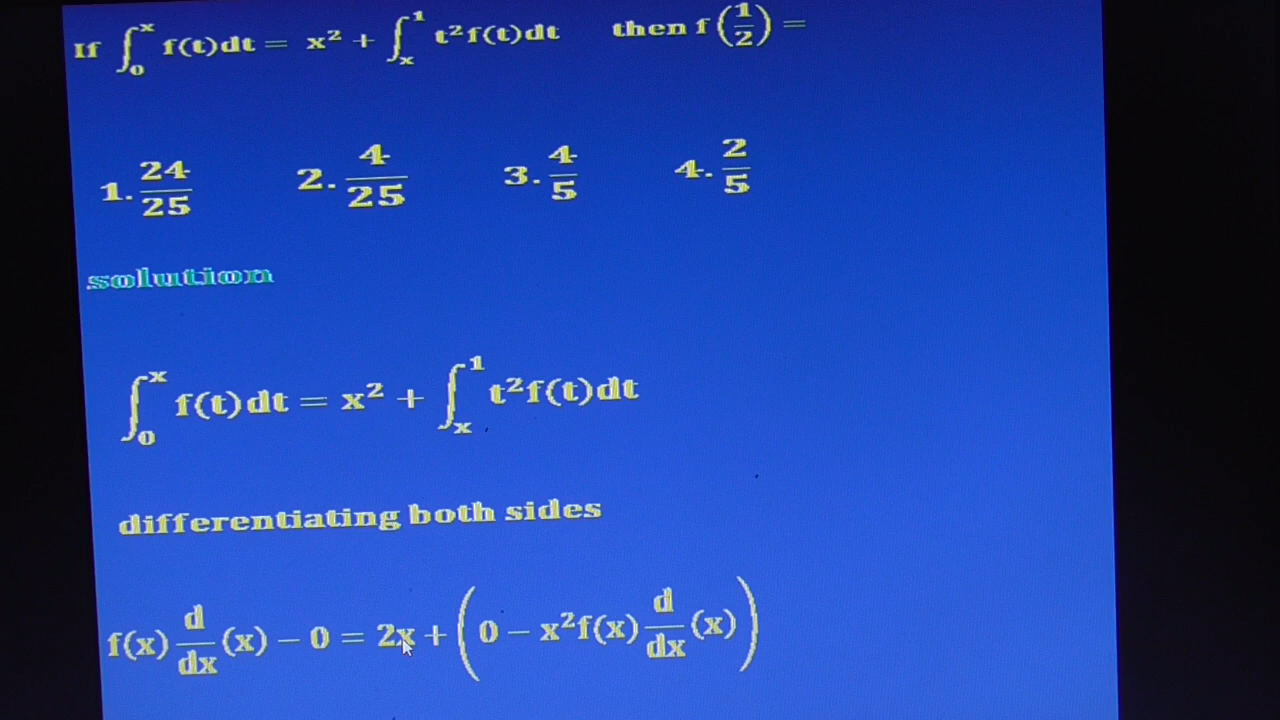 If ∫₀ˣ f(t)dt = x² + ∫ₓ¹ t²f(t)dt then f(1/2) =
1. 24/25 2. 4/25 3. 4/5 4. 2/5
solution
∫₀ˣ f(t)dt = x² + ∫ₓ¹ t²f(t)dt
differentiating both sides
f(x) d/dx (x) − 0 = 2x + (0 − x²f(x) d/dx (x))